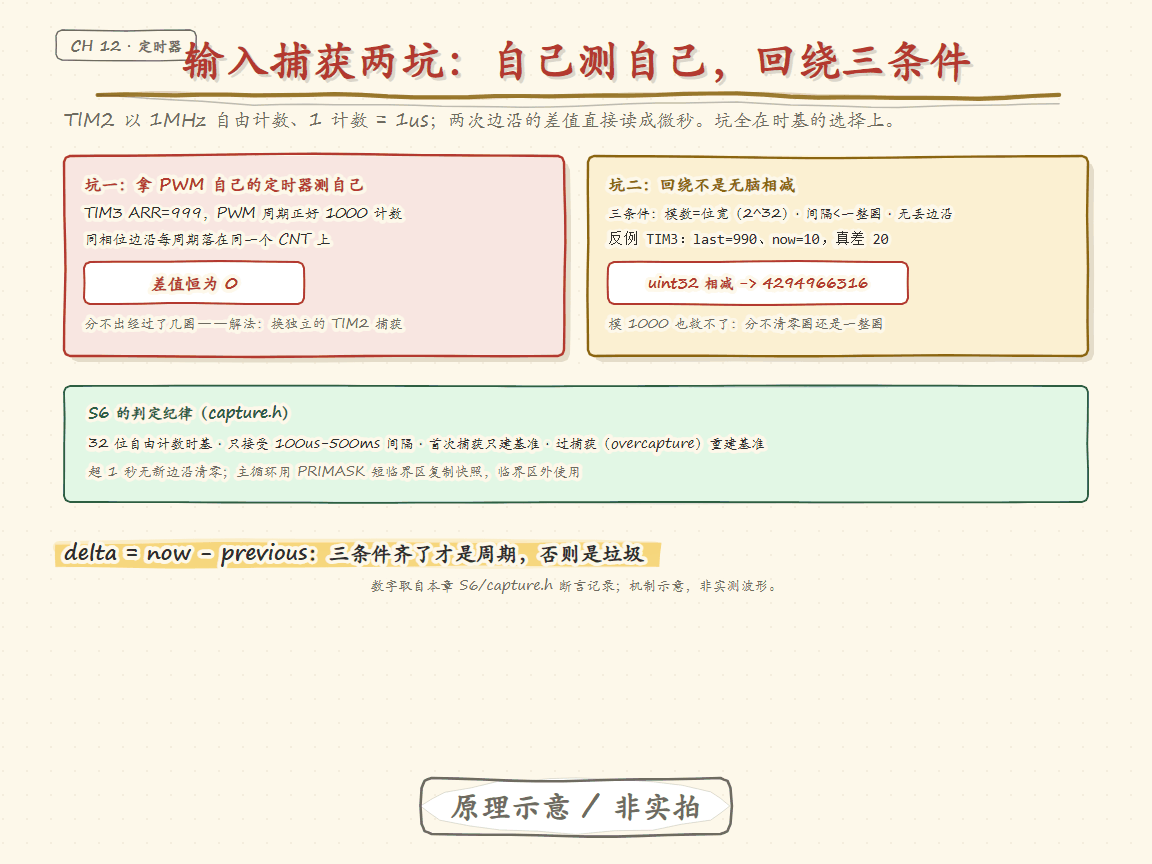 CH 12 · 定时器
输入捕获两坑：自己测自己，回绕三条件
TIM2 以 1MHz 自由计数、1 计数 = 1us；两次边沿的差值直接读成微秒。坑全在时基的选择上。
坑一：拿 PWM 自己的定时器测自己
TIM3 ARR=999，PWM 周期正好 1000 计数
同相位边沿每周期落在同一个 CNT 上
差值恒为 0
分不出经过了几圈——解法：换独立的 TIM2 捕获
坑二：回绕不是无脑相减
三条件：模数=位宽（2^32）· 间隔<一整圈 · 无丢边沿
反例 TIM3：last=990、now=10，真差 20
uint32 相减 -> 4294966316
模 1000 也救不了：分不清零圈还是一整圈
S6 的判定纪律（capture.h）
32 位自由计数时基 · 只接受 100us-500ms 间隔 · 首次捕获只建基准 · 过捕获（overcapture）重建基准
超 1 秒无新边沿清零；主循环用 PRIMASK 短临界区复制快照，临界区外使用
delta = now - previous：三条件齐了才是周期，否则是垃圾
数字取自本章 S6/capture.h 断言记录；机制示意，非实测波形。
原理示意 / 非实拍